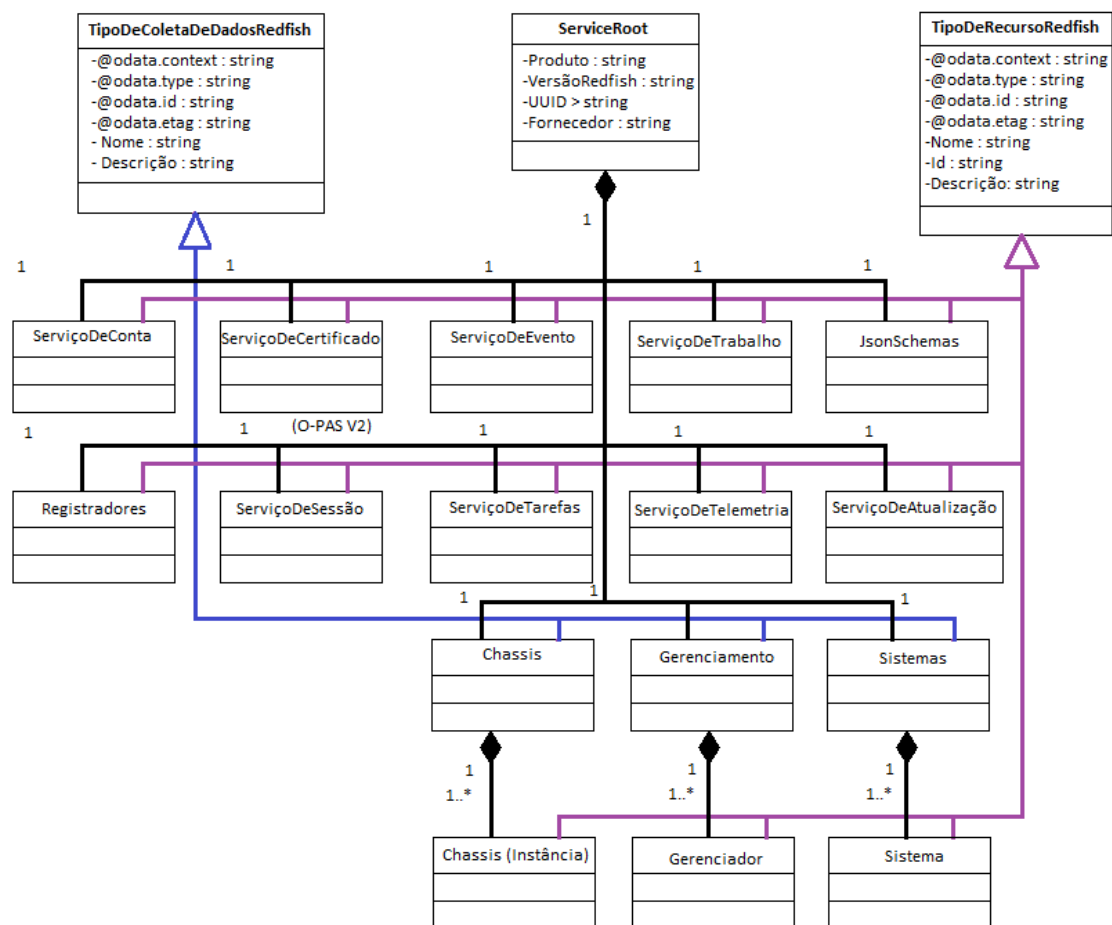 TipoDeColetaDeDadosRedfish
-@odata.context : string
-@odata.type : string
-@odata.id : string
-@odata.etag : string
- Nome : string
- Descrição : string
ServiceRoot
-Produto : string
-VersãoRedfish : string
-UUID > string
-Fornecedor : string
TipoDeRecursoRedfish
-@odata.context : string
-@odata.type : string
-@odata.id : string
-@odata.etag : string
-Nome : string
-Id : string
-Descrição: string
1
1 1 1 1 1
ServiçoDeConta
ServiçoDeCertificado
ServiçoDeEvento
ServiçoDeTrabalho
JsonSchemas
(O-PAS V2)
1 1 1 1 1
Registradores
ServiçoDeSessão
ServiçoDeTarefas
ServiçoDeTelemetria
ServiçoDeAtualização
1 1 1
Chassis
Gerenciamento
Sistemas
1 1 1
1..* 1..* 1..*
Chassis (Instância)
Gerenciador
Sistema